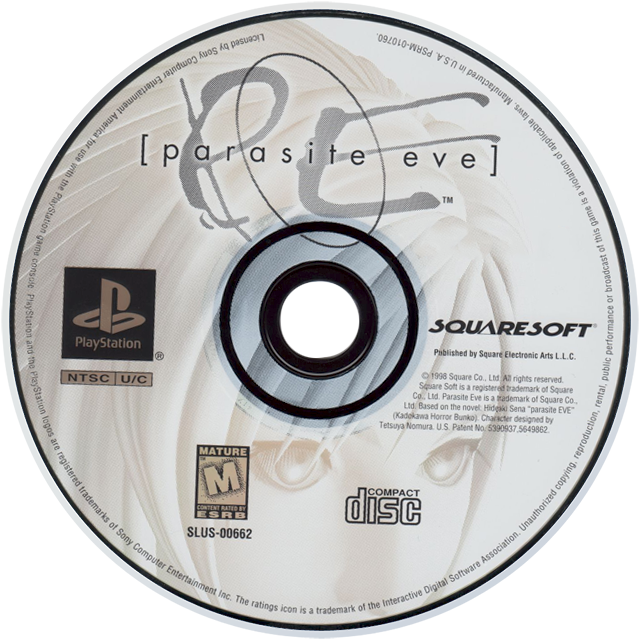 PE
[parasite eve]
TM
PlayStation
®
NTSC U/C
SQUARESOFT®
Published by Square Electronic Arts L.L.C.
© 1998 Square Co., Ltd. All rights reserved.
Square Soft is a registered trademark of Square
Co., Ltd. Parasite Eve is a trademark of Square Co.,
Ltd. Based on the novel: Hideaki Sena "parasite EVE"
(Kadokawa Horror Bunko). Character designed by
Tetsuya Nomura. U.S. Patent No. 5390937,5649862.
MATURE
M
CONTENT RATED BY
ESRB
SLUS-00662
COMPACT
disc
Licensed by Sony Computer Entertainment America for use with the PlayStation game console. PlayStation and the PlayStation logos are registered trademarks of Sony Computer Entertainment Inc. The ratings icon is a trademark of the Interactive Digital Software Association. Unauthorized copying, reproduction, rental, public performance or broadcast of this game is a violation of applicable laws. Manufactured in U.S.A. PSRM-010760.